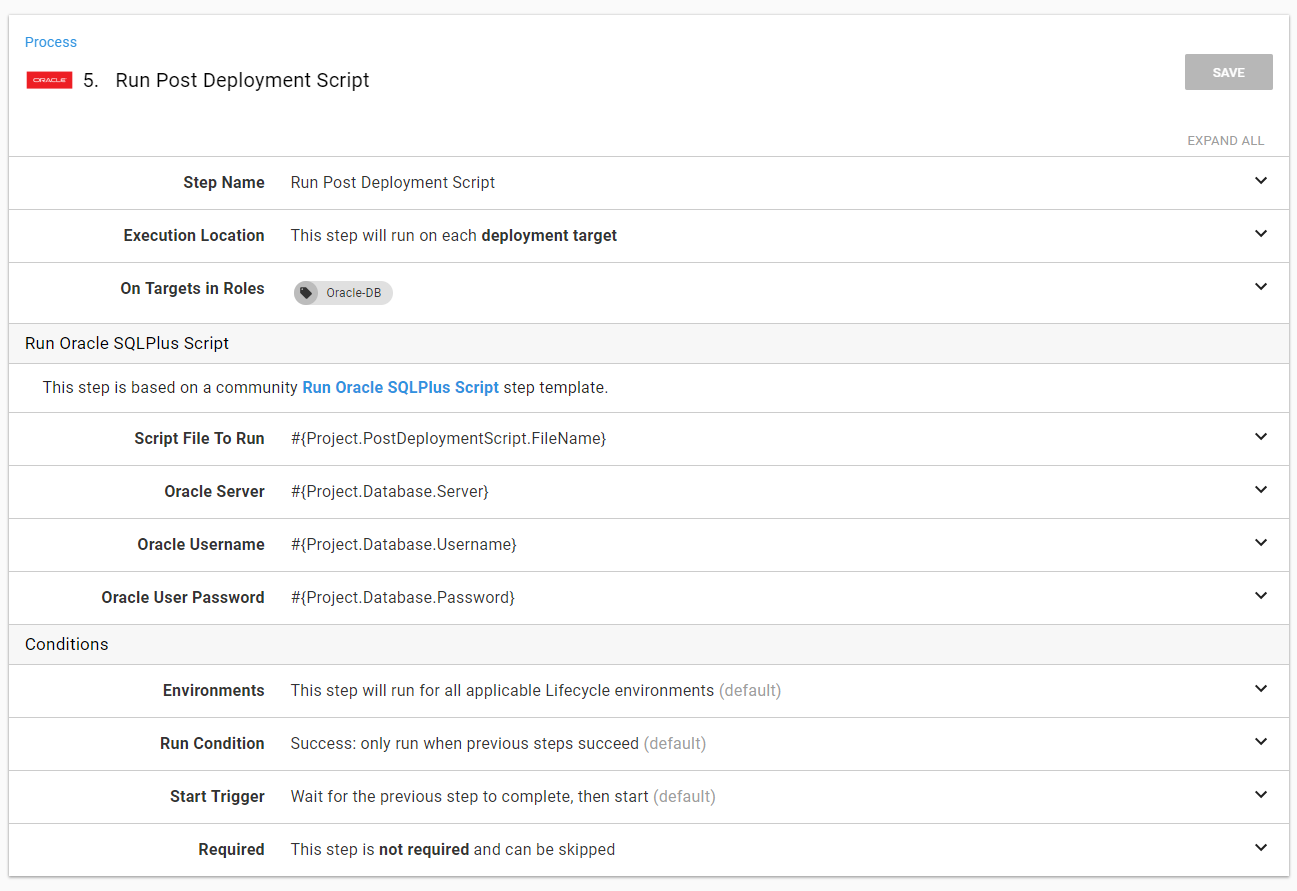 Process
ORACLE 5. Run Post Deployment Script
SAVE
EXPAND ALL
Step Name Run Post Deployment Script
Execution Location This step will run on each deployment target
On Targets in Roles Oracle-DB
Run Oracle SQLPlus Script
This step is based on a community Run Oracle SQLPlus Script step template.
Script File To Run #{Project.PostDeploymentScript.FileName}
Oracle Server #{Project.Database.Server}
Oracle Username #{Project.Database.Username}
Oracle User Password #{Project.Database.Password}
Conditions
Environments This step will run for all applicable Lifecycle environments (default)
Run Condition Success: only run when previous steps succeed (default)
Start Trigger Wait for the previous step to complete, then start (default)
Required This step is not required and can be skipped